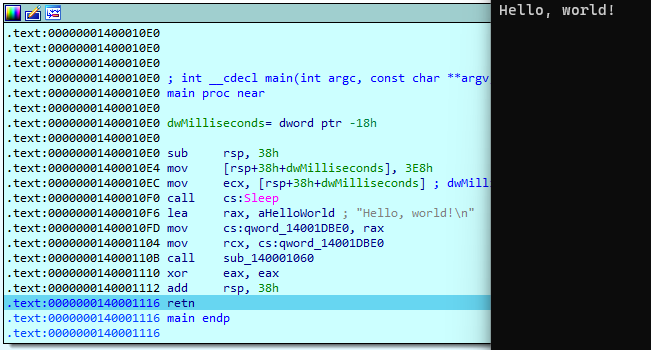 .text:00000001400010E0
.text:00000001400010E0
.text:00000001400010E0
.text:00000001400010E0 ; int __cdecl main(int argc, const char **argv
.text:00000001400010E0 main proc near
.text:00000001400010E0
.text:00000001400010E0 dwMilliseconds= dword ptr -18h
.text:00000001400010E0
.text:00000001400010E0 sub rsp, 38h
.text:00000001400010E4 mov [rsp+38h+dwMilliseconds], 3E8h
.text:00000001400010EC mov ecx, [rsp+38h+dwMilliseconds] ; dwMill
.text:00000001400010F0 call cs:Sleep
.text:00000001400010F6 lea rax, aHelloWorld ; "Hello, world!\n"
.text:00000001400010FD mov cs:qword_14001DBE0, rax
.text:0000000140001104 mov rcx, cs:qword_14001DBE0
.text:000000014000110B call sub_140001060
.text:0000000140001110 xor eax, eax
.text:0000000140001112 add rsp, 38h
.text:0000000140001116 retn
.text:0000000140001116 main endp
.text:0000000140001116
Hello, world!